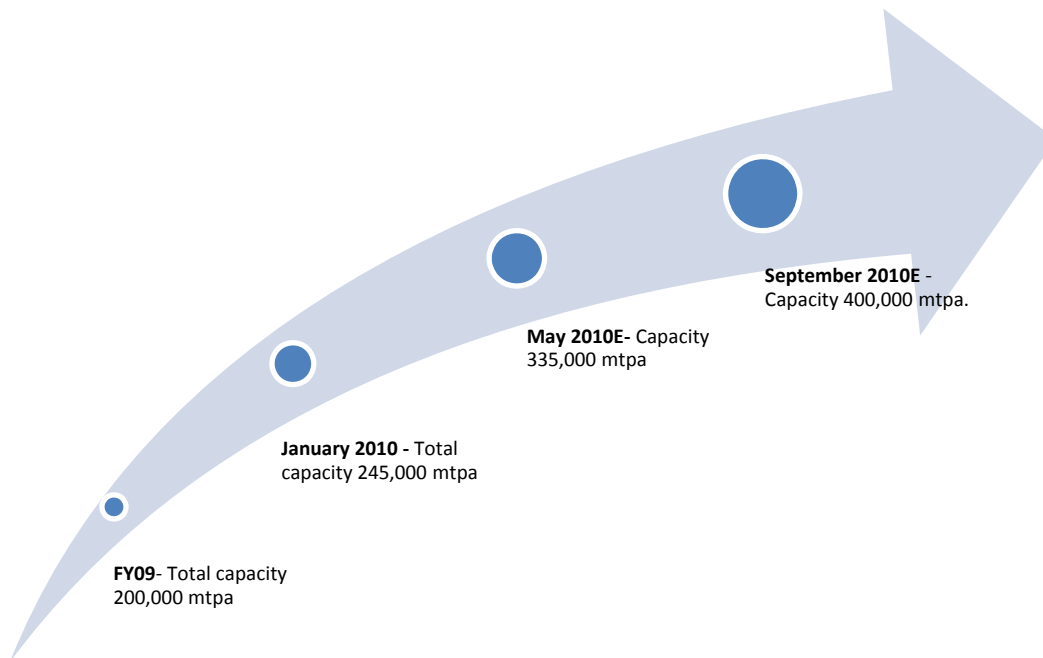 FY09- Total capacity
200,000 mtpa
January 2010 - Total
capacity 245,000 mtpa
May 2010E- Capacity
335,000 mtpa
September 2010E -
Capacity 400,000 mtpa.